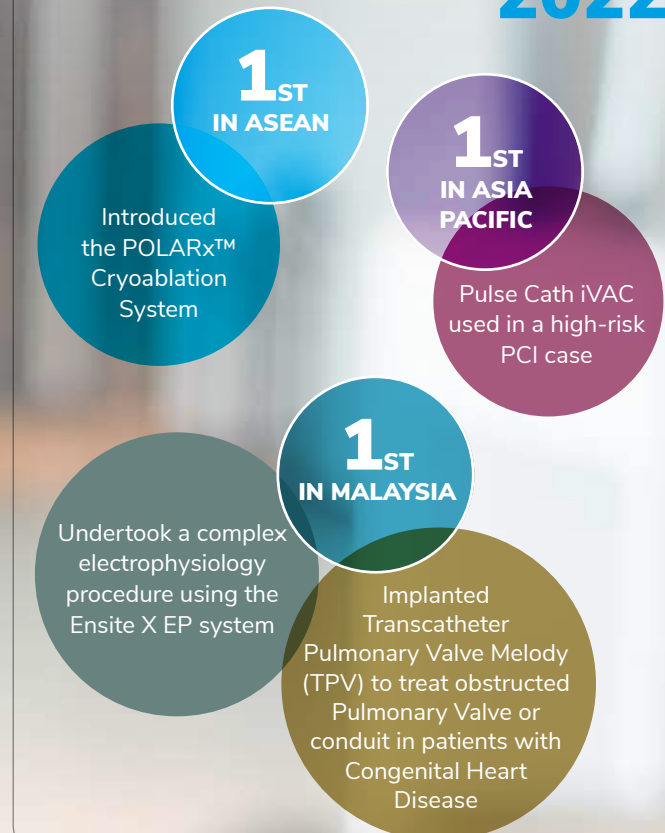 2022
1ST
IN ASEAN
Introduced
the POLARx™
Cryoablation
System
1ST
IN ASIA
PACIFIC
Pulse Cath iVAC
used in a high-risk
PCI case
1ST
IN MALAYSIA
Undertook a complex
electrophysiology
procedure using the
Ensite X EP system
Implanted
Transcatheter
Pulmonary Valve Melody
(TPV) to treat obstructed
Pulmonary Valve or
conduit in patients with
Congenital Heart
Disease